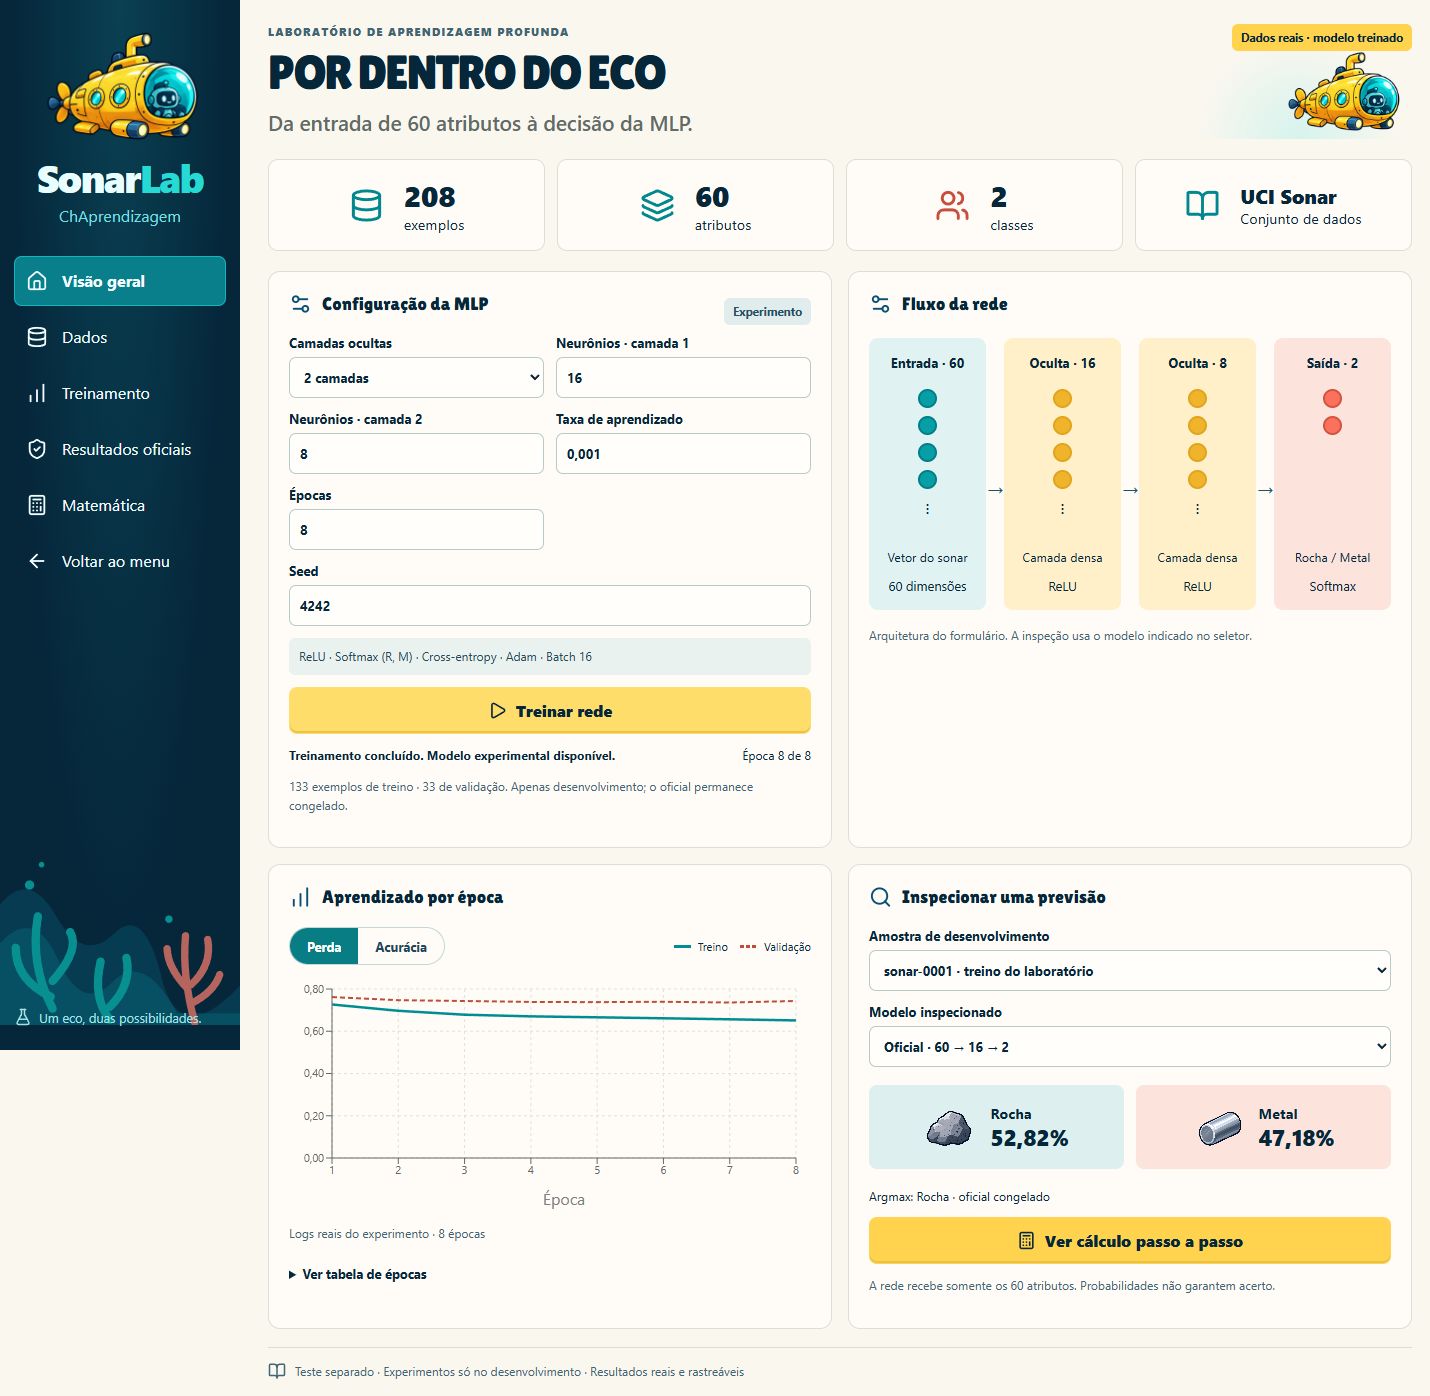 SonarLab
ChAprendizagem
Visão geral
Dados
Treinamento
Resultados oficiais
Matemática
Voltar ao menu
Um eco, duas possibilidades.
LABORATÓRIO DE APRENDIZAGEM PROFUNDA
POR DENTRO DO ECO
Da entrada de 60 atributos à decisão da MLP.
Dados reais · modelo treinado
208
exemplos
60
atributos
2
classes
UCI Sonar
Conjunto de dados
Configuração da MLP
Experimento
Camadas ocultas
2 camadas
Neurônios · camada 1
16
Neurônios · camada 2
8
Taxa de aprendizado
0,001
Épocas
8
Seed
4242
ReLU · Softmax (R, M) · Cross-entropy · Adam · Batch 16
Treinar rede
Treinamento concluído. Modelo experimental disponível.
Época 8 de 8
133 exemplos de treino · 33 de validação. Apenas desenvolvimento; o oficial permanece
congelado.
Fluxo da rede
Entrada · 60
⋮
Vetor do sonar
60 dimensões
→
Oculta · 16
⋮
Camada densa
ReLU
→
Oculta · 8
⋮
Camada densa
ReLU
→
Saída · 2
Rocha / Metal
Softmax
Arquitetura do formulário. A inspeção usa o modelo indicado no seletor.
Aprendizado por época
Perda
Acurácia
Treino
Validação
0,80
0,60
0,40
0,20
0,00
1 2 3 4 5 6 7 8
Época
Logs reais do experimento · 8 épocas
▶ Ver tabela de épocas
Inspecionar uma previsão
Amostra de desenvolvimento
sonar-0001 · treino do laboratório
Modelo inspecionado
Oficial · 60 → 16 → 2
Rocha
52,82%
Metal
47,18%
Argmax: Rocha · oficial congelado
Ver cálculo passo a passo
A rede recebe somente os 60 atributos. Probabilidades não garantem acerto.
Teste separado · Experimentos só no desenvolvimento · Resultados reais e rastreáveis